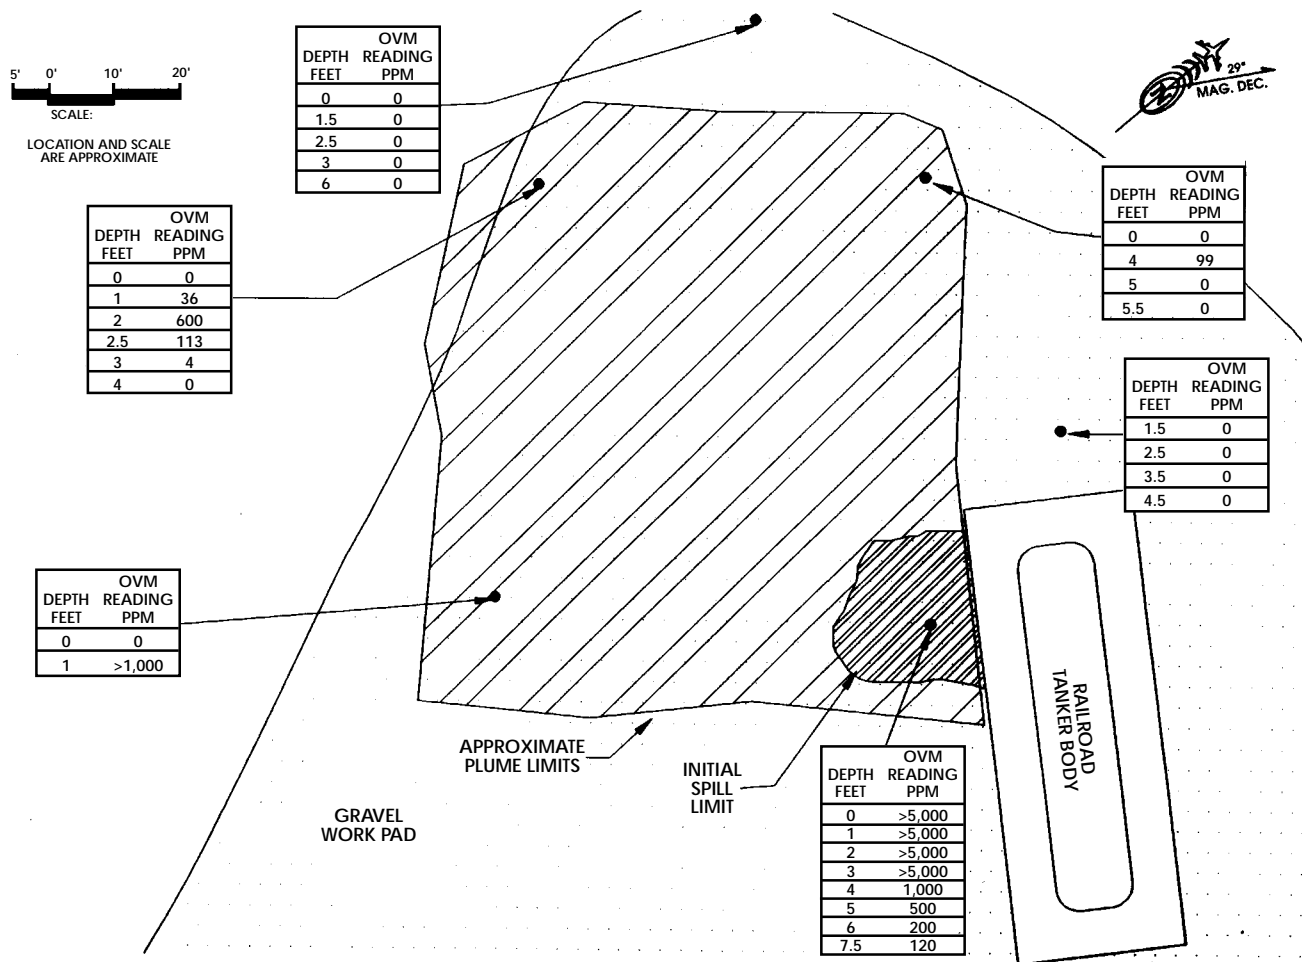 5' 0' 10' 20'
SCALE:
LOCATION AND SCALE
ARE APPROXIMATE
DEPTH FEET OVM READING PPM
0 0
1.5 0
2.5 0
3 0
6 0
29°
MAG. DEC.
DEPTH FEET OVM READING PPM
0 0
4 99
5 0
5.5 0
DEPTH FEET OVM READING PPM
0 0
1 36
2 600
2.5 113
3 4
4 0
DEPTH FEET OVM READING PPM
1.5 0
2.5 0
3.5 0
4.5 0
DEPTH FEET OVM READING PPM
0 0
1 >1,000
RAILROAD
TANKER BODY
APPROXIMATE
PLUME LIMITS
INITIAL
SPILL
LIMIT
GRAVEL
WORK PAD
DEPTH FEET OVM READING PPM
0 >5,000
1 >5,000
2 >5,000
3 >5,000
4 1,000
5 500
6 200
7.5 120